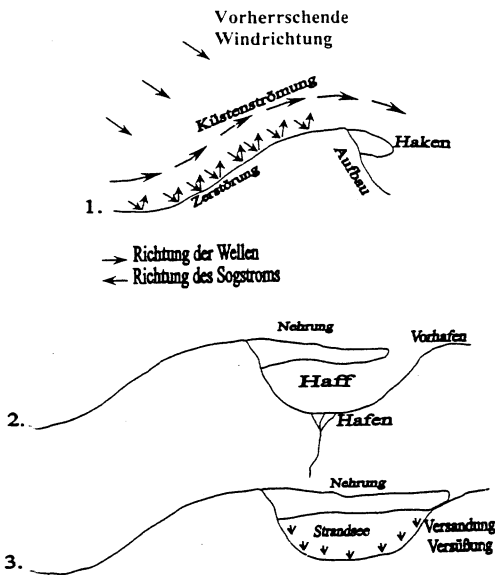 Vorherrschende
Windrichtung
Küstenströmung
Haken
Aufbau
Zerstörung
1.
Richtung der Wellen
Richtung des Sogstroms
Nehrung
Vorhafen
Haff
Hafen
2.
Nehrung
Strandsee
Versandung
Versüßung
3.